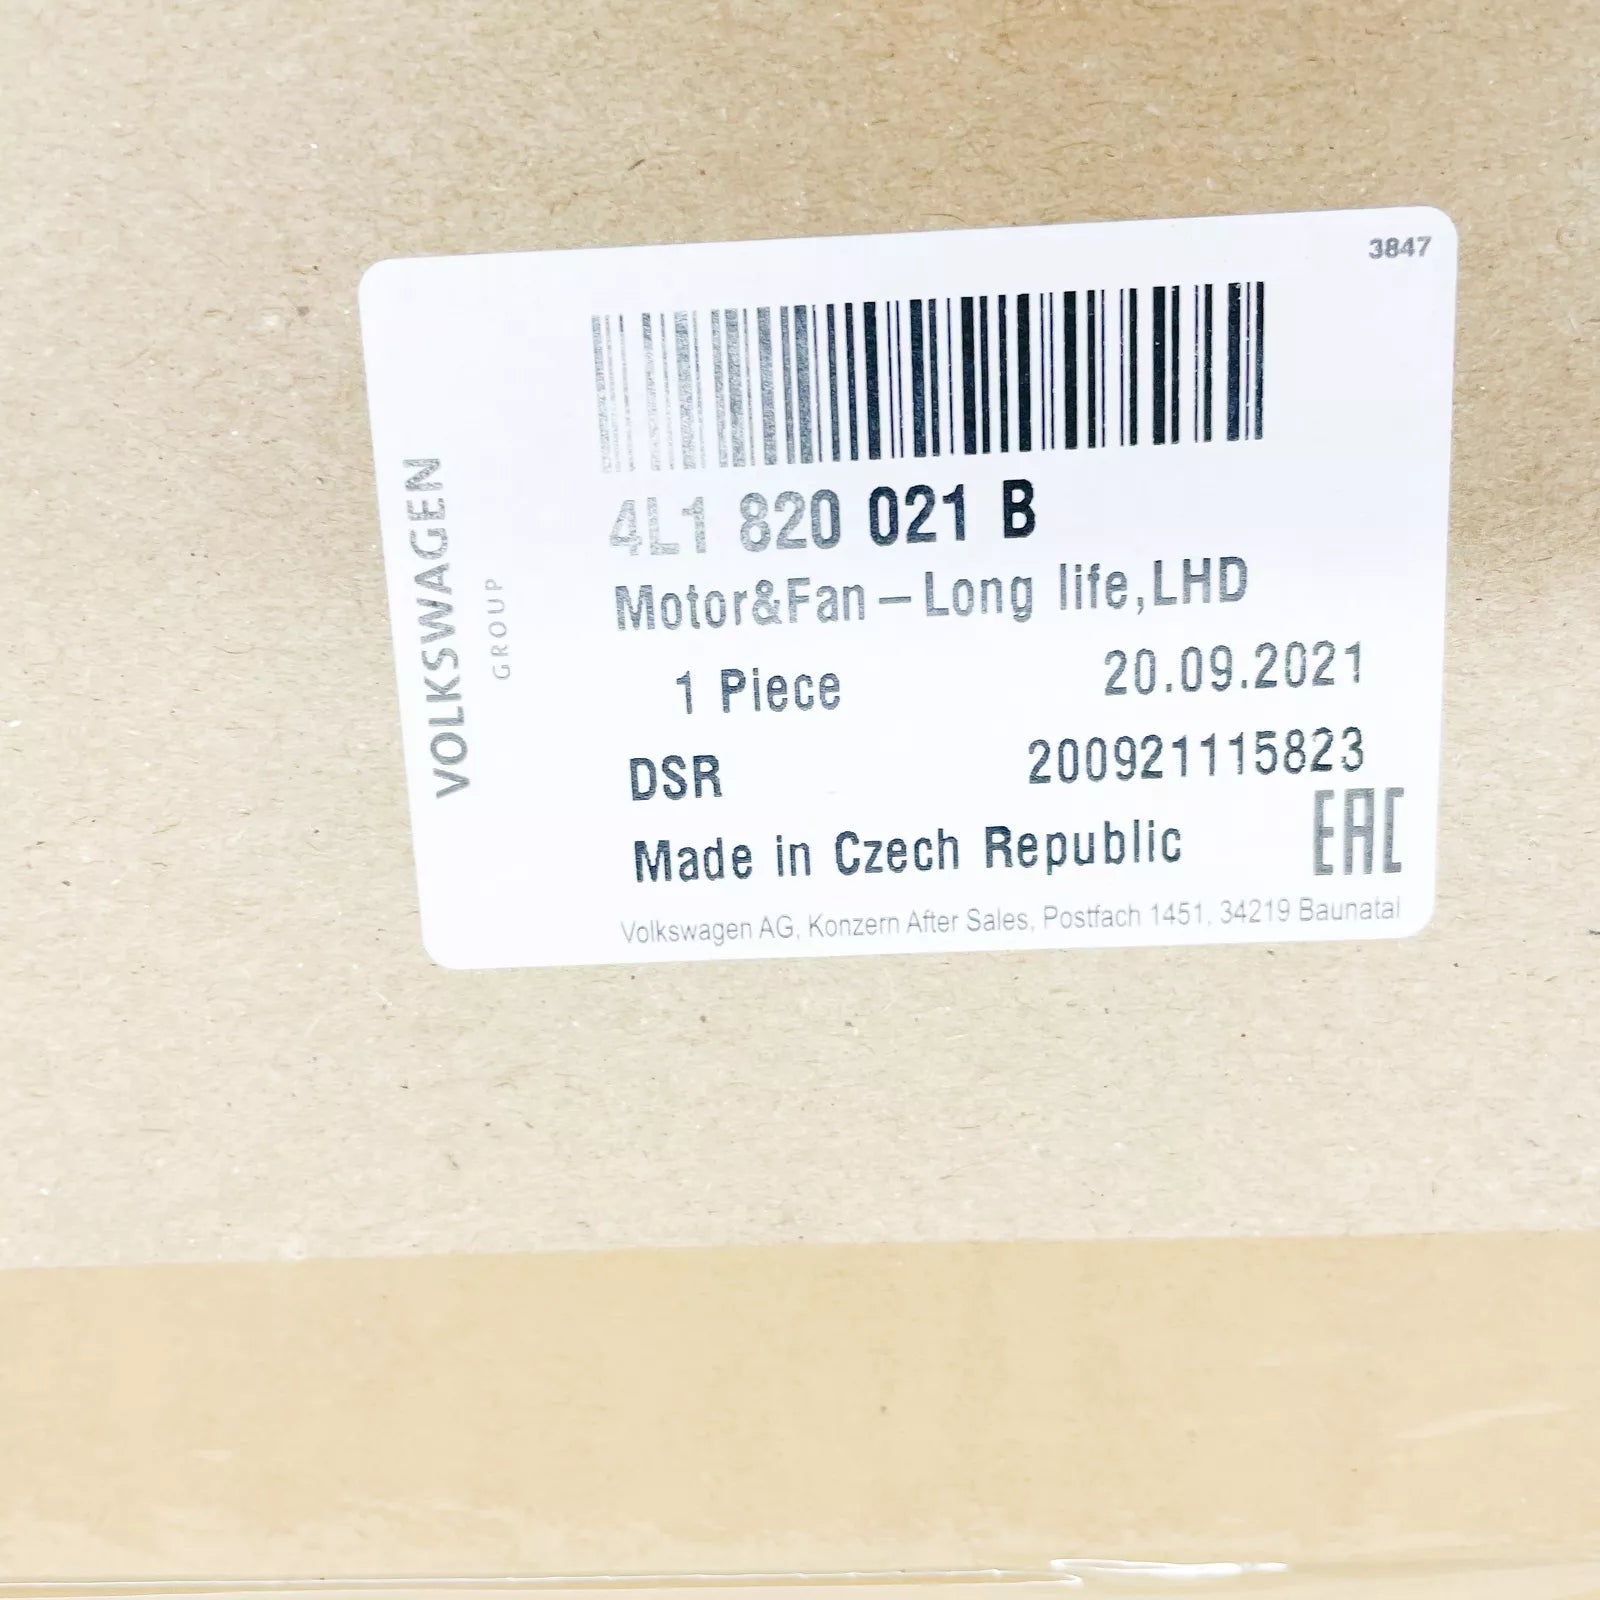 3847
4L1 820 021 B
Motor&Fan–Long life,LHD
1 Piece 20.09.2021
DSR 200921115823
Made in Czech Republic
EAC
Volkswagen AG, Konzern After Sales, Postfach 1451, 34219 Baunatal
VOLKSWAGEN
GROUP